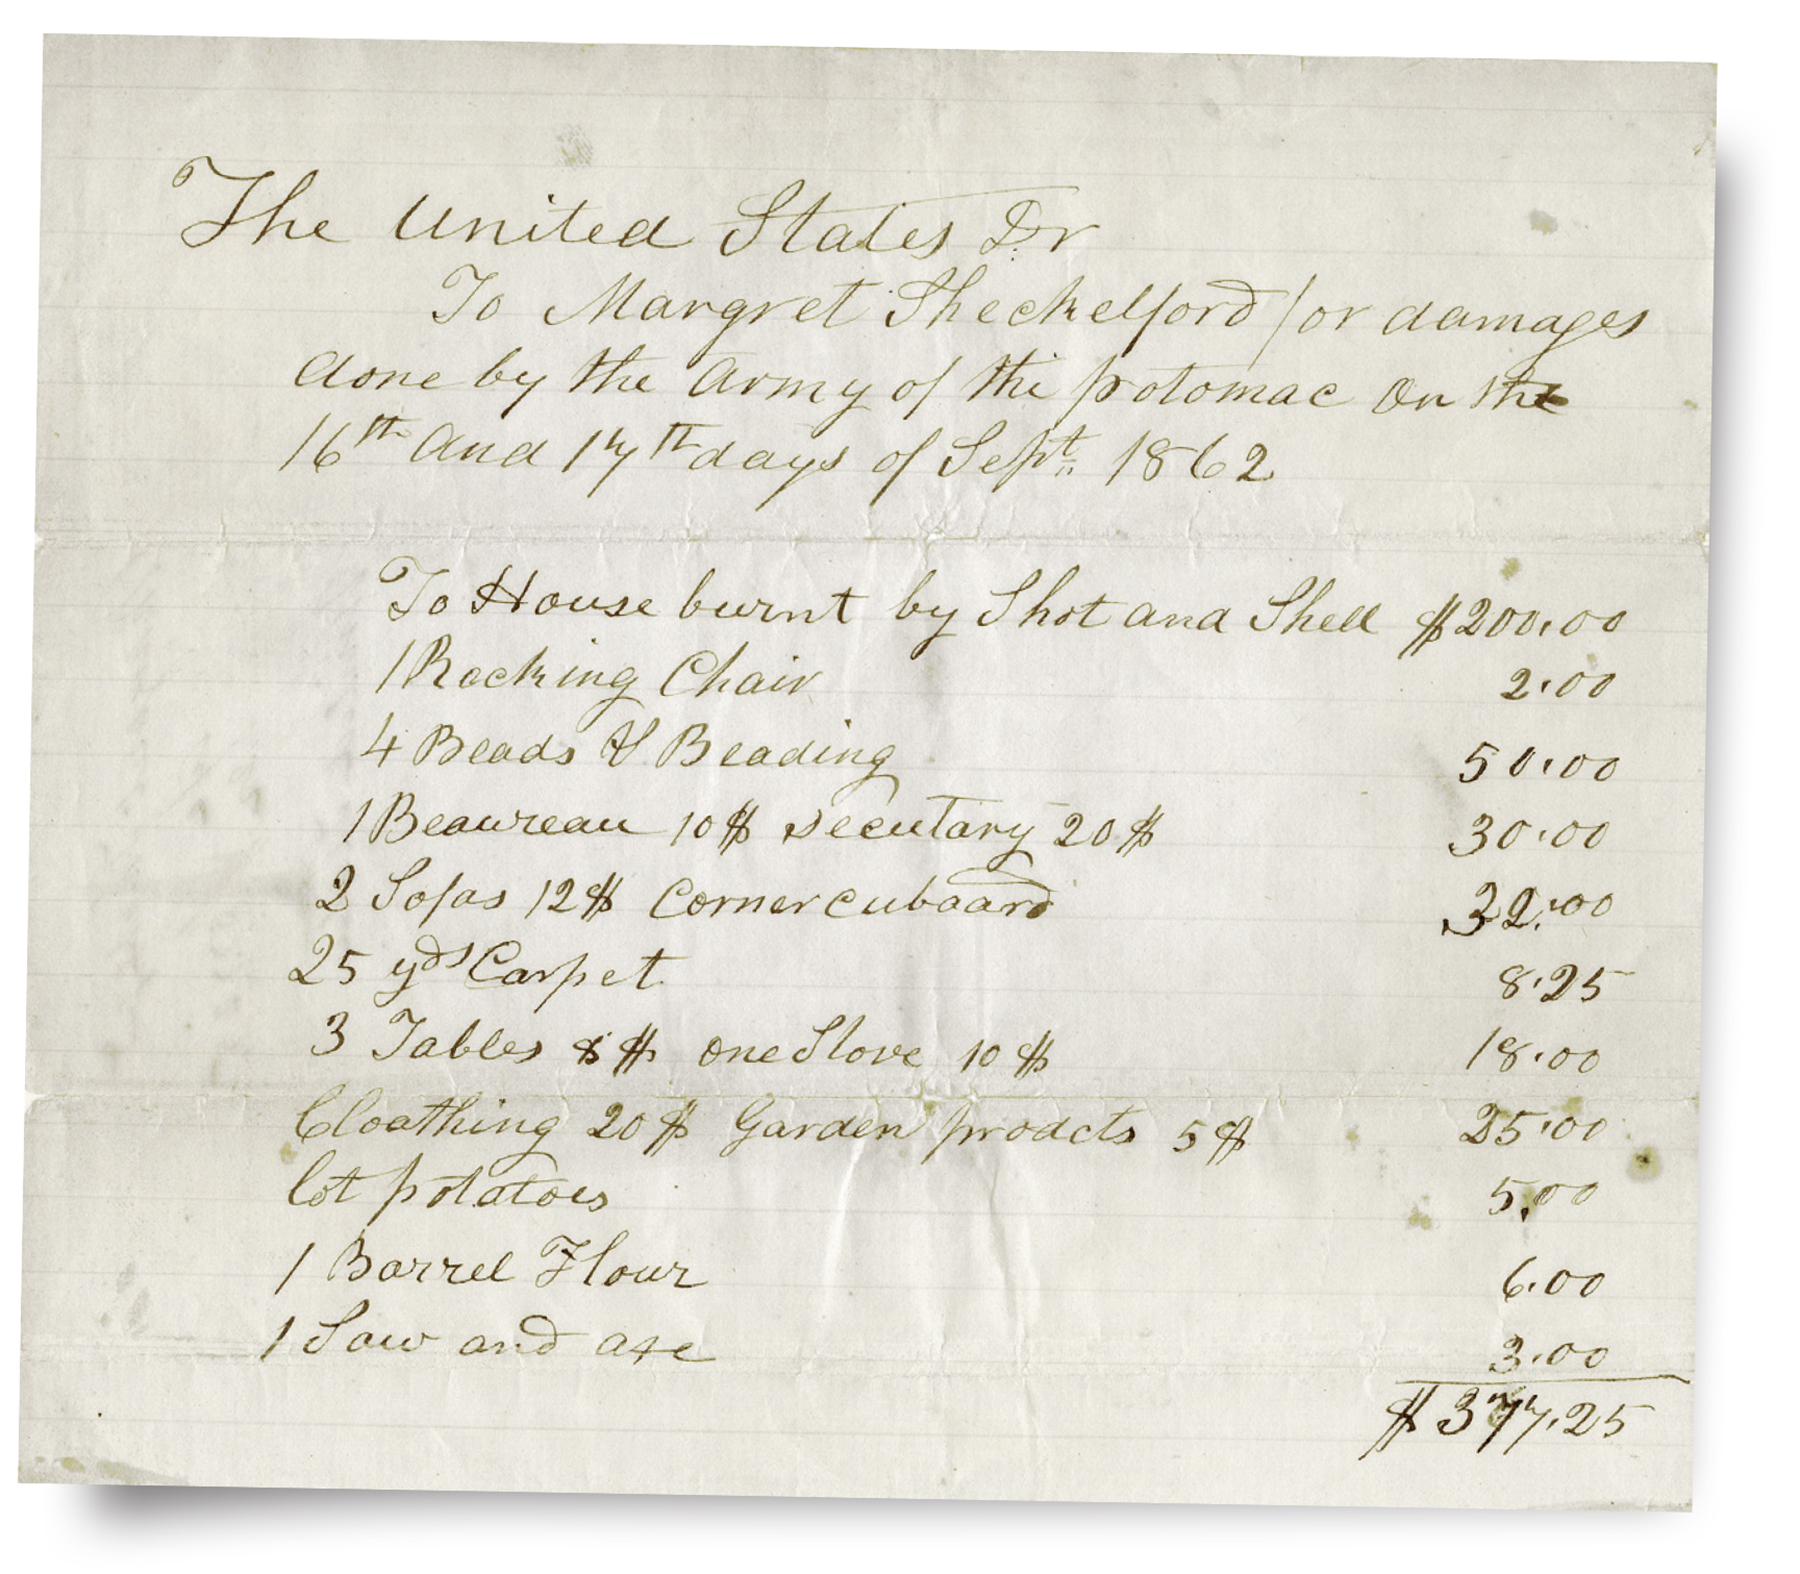 The United States Dr
To Margret Sheckelford for damages
done by the Army of the potomac On the
16th And 17th days of Sept. 1862
To House burnt by Shot and Shell $200.00
1 Rocking Chair 2.00
4 Beads & Beading 50.00
1 Beaureau 10$ secutary 20$ 30.00
2 Sofas 12$ Corner cuboard 32.00
25 yds Carpet 8.25
3 Tables 8$ one Stove 10$ 18.00
Cloathing 20$ Garden prodcts 5$ 25.00
lot potatoes 5.00
1 Barrel Flour 6.00
1 Saw and axe 3.00
$377.25